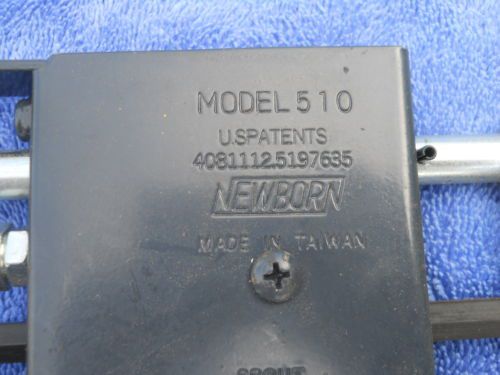 MODEL 510
U.S PATENTS
4081112.5197635
NEWBORN
MADE IN TAIWAN